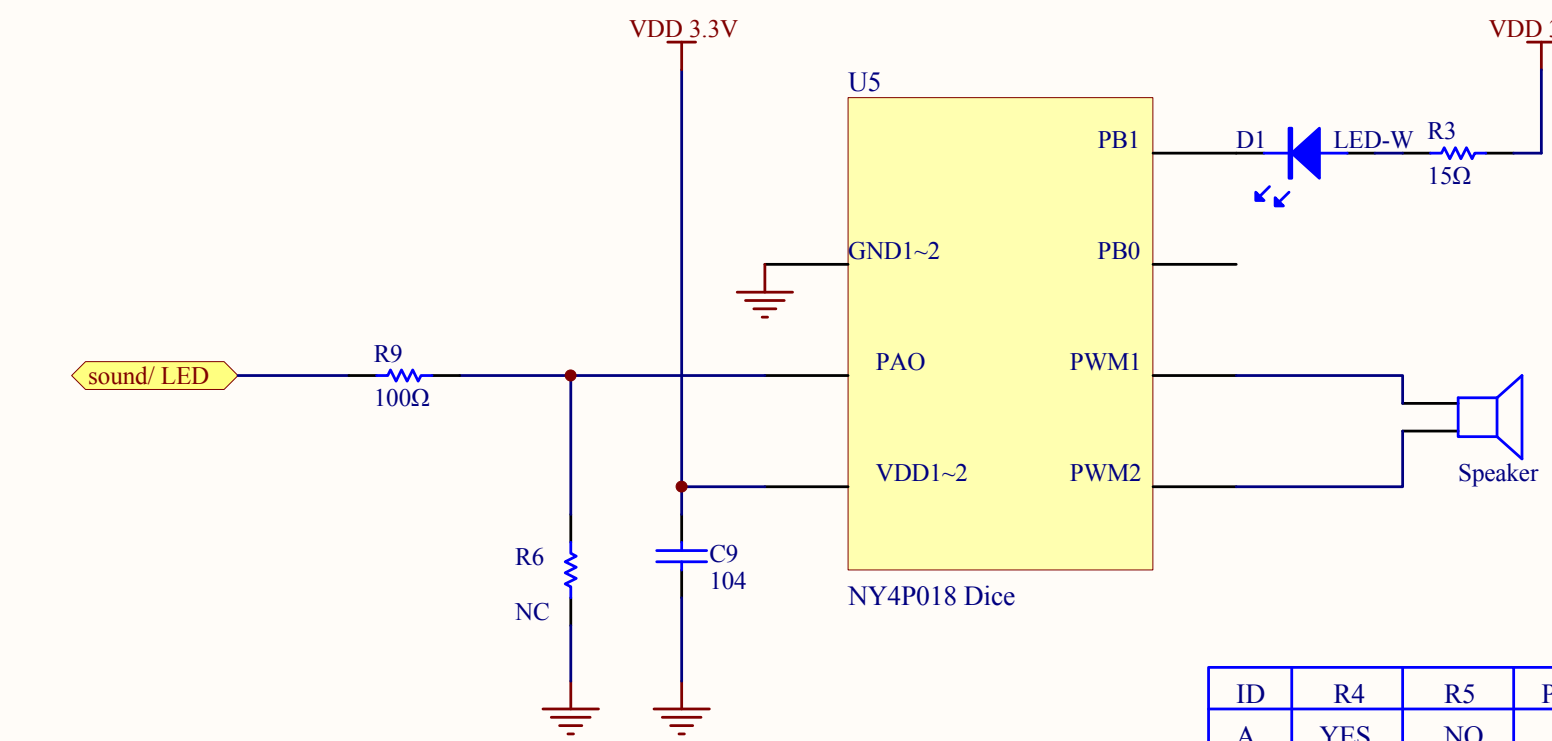 VDD 3.3V
VDD
U5
PB1
D1
LED-W
R3
15Ω
GND1~2
PB0
R9
sound/ LED
100Ω
PAO
PWM1
VDD1~2
PWM2
Speaker
R6
C9
NC
104
NY4P018 Dice
ID R4 R5
A YES NO